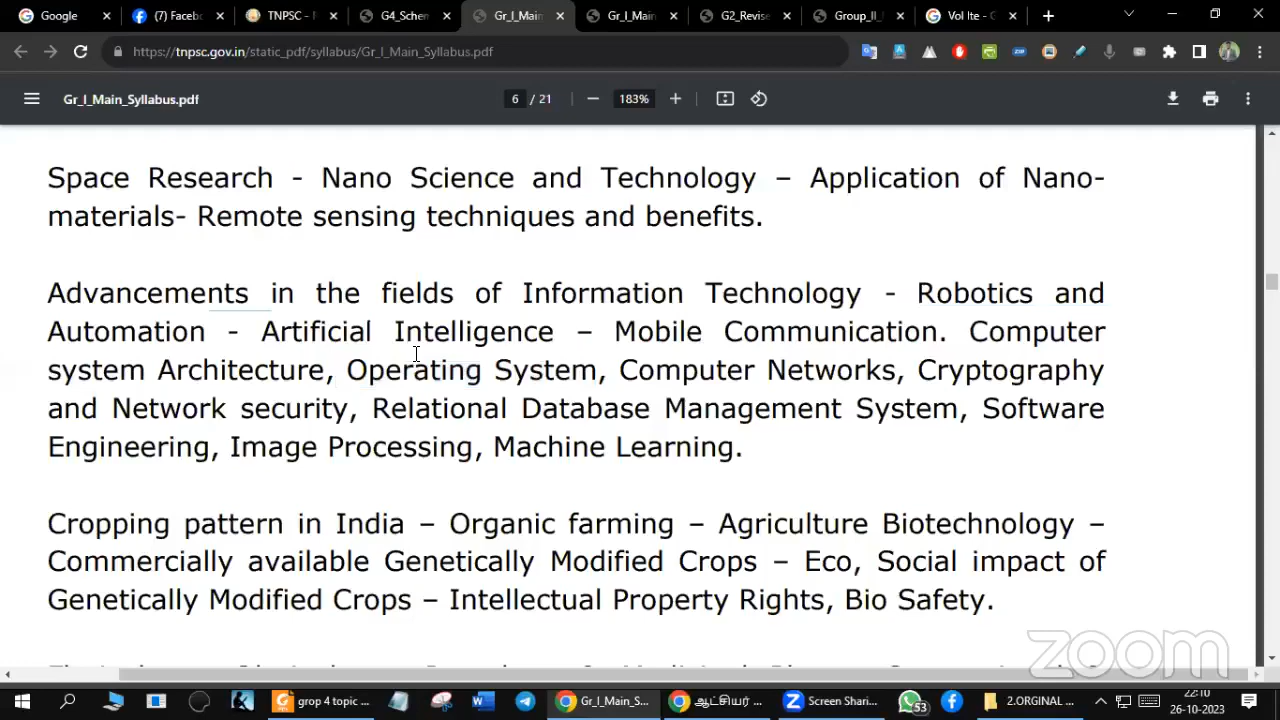 Google
(7) Faceb
TNPSC -
G4_Schem
Gr_I_Main
Gr_I_Main
G2_Revise
Group_II_
Vol lte - G
https://tnpsc.gov.in/static_pdf/syllabus/Gr_I_Main_Syllabus.pdf
Gr_I_Main_Syllabus.pdf
6 / 21
183%
Space Research - Nano Science and Technology – Application of Nano-
materials- Remote sensing techniques and benefits.
Advancements in the fields of Information Technology - Robotics and
Automation - Artificial Intelligence – Mobile Communication. Computer
system Architecture, Operating System, Computer Networks, Cryptography
and Network security, Relational Database Management System, Software
Engineering, Image Processing, Machine Learning.
Cropping pattern in India – Organic farming – Agriculture Biotechnology –
Commercially available Genetically Modified Crops – Eco, Social impact of
Genetically Modified Crops – Intellectual Property Rights, Bio Safety.
zoom
grop 4 topic ...
Gr_I_Main_S...
ஆட்சியர் ...
Screen Shari...
53
2.ORGINAL ...
22:10
26-10-2023